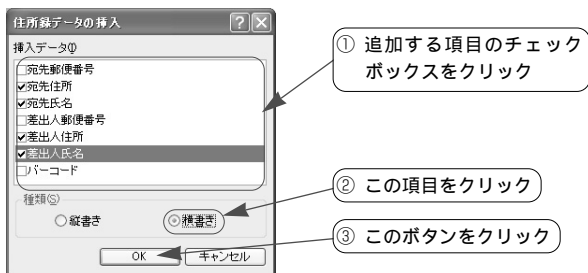 住所録データの挿入
挿入データ(I)
宛先郵便番号
宛先住所
宛先氏名
差出人郵便番号
差出人住所
差出人氏名
バーコード
種類(S)
縦書き
横書き
OK
キャンセル
① 追加する項目のチェック
ボックスをクリック
② この項目をクリック
③ このボタンをクリック